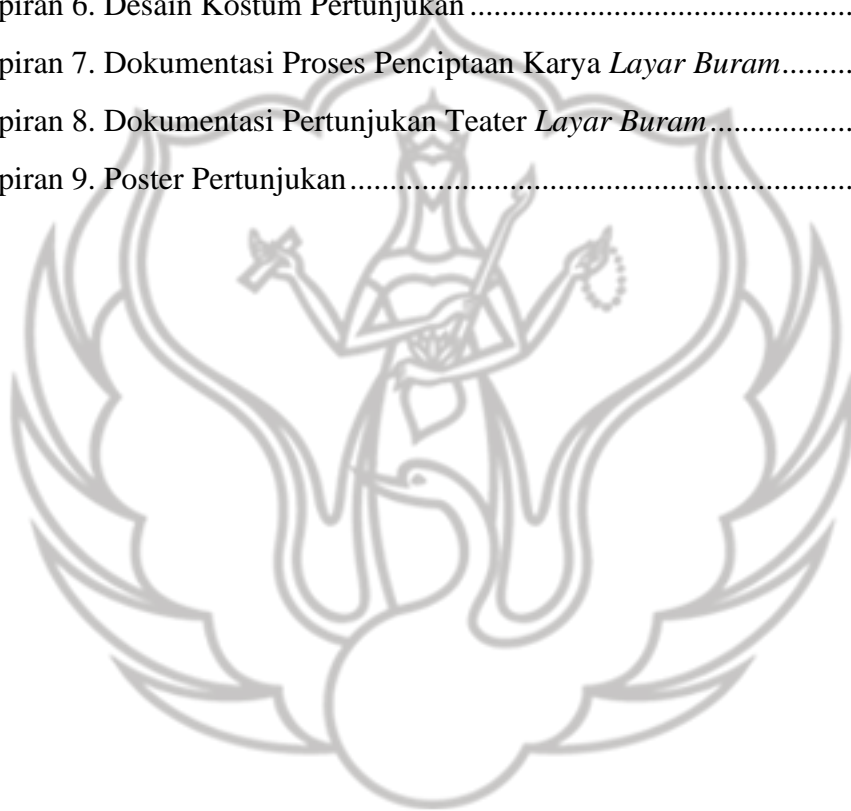 piran 6. Desain Kostum Pertunjukan.....................................................
piran 7. Dokumentasi Proses Penciptaan Karya Layar Buram.........
piran 8. Dokumentasi Pertunjukan Teater Layar Buram..................
piran 9. Poster Pertunjukan................................................................